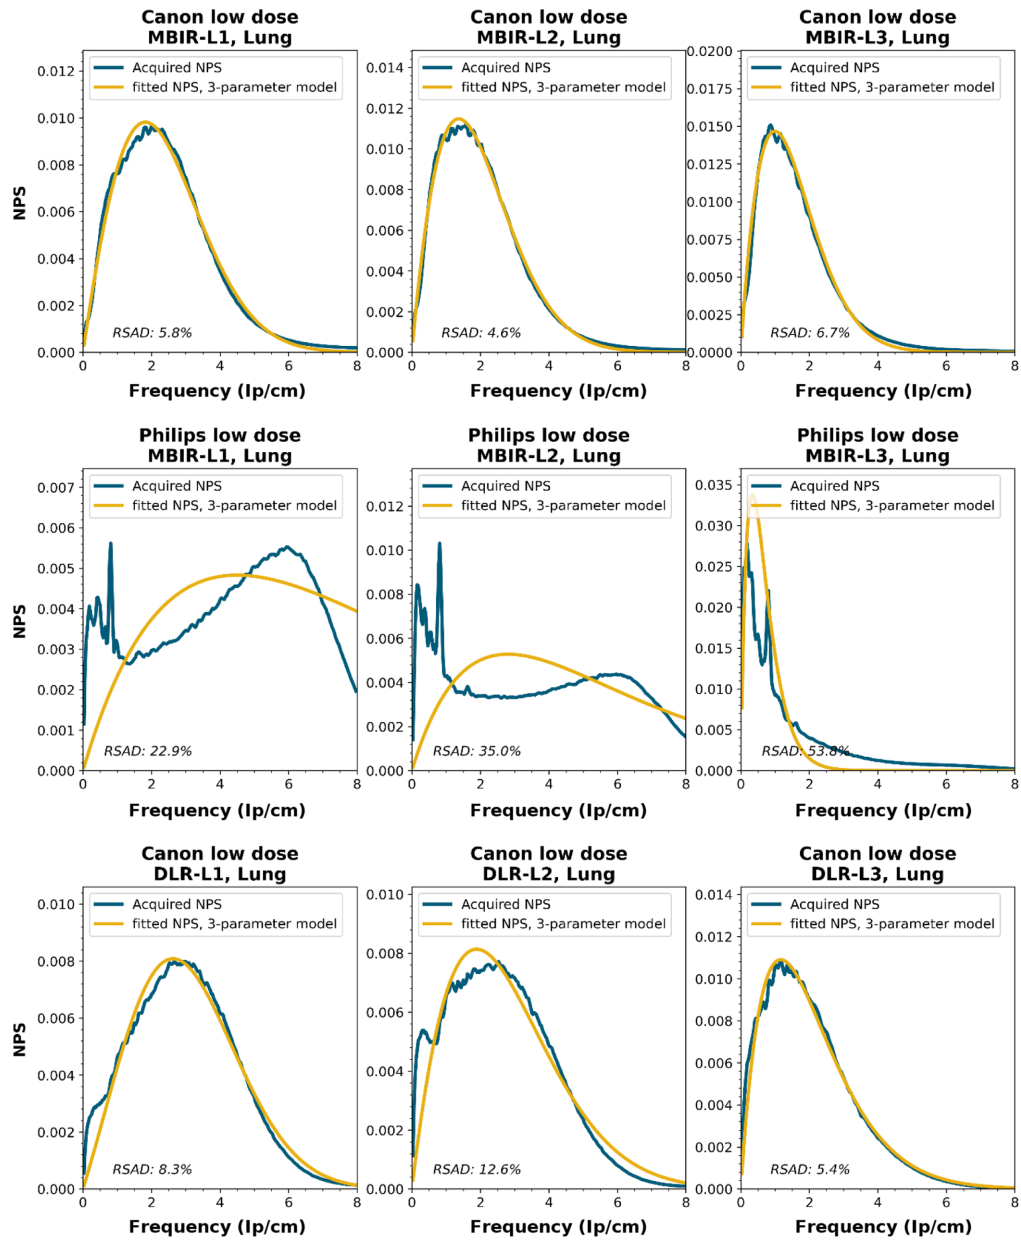 Canon low dose
MBIR-L1, Lung
Canon low dose
MBIR-L2, Lung
Canon low dose
MBIR-L3, Lung
NPS
0.012
0.010
0.008
0.006
0.004
0.002
0.000
Acquired NPS
fitted NPS, 3-parameter model
RSAD: 5.8%
0 2 4 6 8
Frequency (lp/cm)
0.014
0.012
0.010
0.008
0.006
0.004
0.002
0.000
Acquired NPS
fitted NPS, 3-parameter model
RSAD: 4.6%
0 2 4 6 8
Frequency (lp/cm)
0.0200
0.0175
0.0150
0.0125
0.0100
0.0075
0.0050
0.0025
0.0000
Acquired NPS
fitted NPS, 3-parameter model
RSAD: 6.7%
0 2 4 6 8
Frequency (lp/cm)
Philips low dose
MBIR-L1, Lung
Philips low dose
MBIR-L2, Lung
Philips low dose
MBIR-L3, Lung
NPS
0.007
0.006
0.005
0.004
0.003
0.002
0.001
0.000
Acquired NPS
fitted NPS, 3-parameter model
RSAD: 22.9%
0 2 4 6 8
Frequency (lp/cm)
0.012
0.010
0.008
0.006
0.004
0.002
0.000
Acquired NPS
fitted NPS, 3-parameter model
RSAD: 35.0%
0 2 4 6 8
Frequency (lp/cm)
0.035
0.030
0.025
0.020
0.015
0.010
0.005
0.000
Acquired NPS
fitted NPS, 3-parameter model
RSAD: 53.8%
0 2 4 6 8
Frequency (lp/cm)
Canon low dose
DLR-L1, Lung
Canon low dose
DLR-L2, Lung
Canon low dose
DLR-L3, Lung
NPS
0.010
0.008
0.006
0.004
0.002
0.000
Acquired NPS
fitted NPS, 3-parameter model
RSAD: 8.3%
0 2 4 6 8
Frequency (lp/cm)
0.010
0.008
0.006
0.004
0.002
0.000
Acquired NPS
fitted NPS, 3-parameter model
RSAD: 12.6%
0 2 4 6 8
Frequency (lp/cm)
0.014
0.012
0.010
0.008
0.006
0.004
0.002
0.000
Acquired NPS
fitted NPS, 3-parameter model
RSAD: 5.4%
0 2 4 6 8
Frequency (lp/cm)